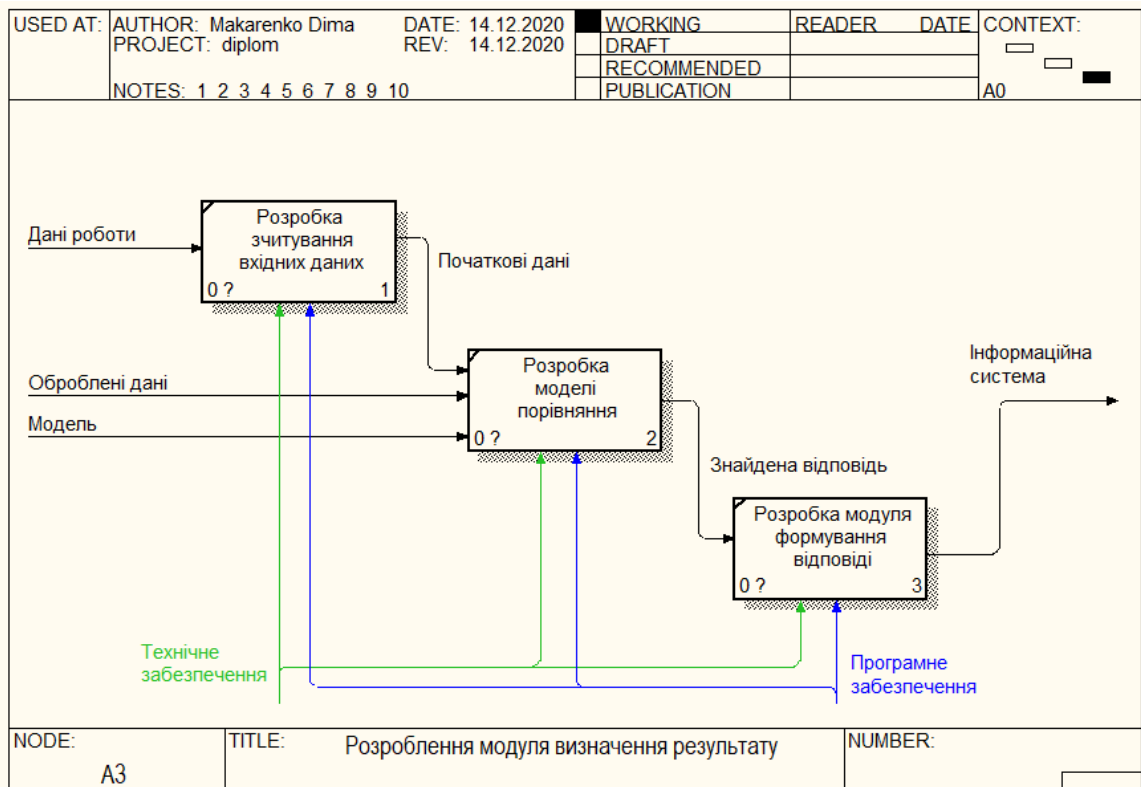 USED AT:
AUTHOR: Makarenko Dima
DATE: 14.12.2020
PROJECT: diplom
REV: 14.12.2020
NOTES: 1 2 3 4 5 6 7 8 9 10
WORKING
DRAFT
RECOMMENDED
PUBLICATION
READER
DATE
CONTEXT:
A0
Дані роботи
Розробка
зчитування
вхідних даних
0 ?
1
Початкові дані
Оброблені дані
Модель
Розробка
моделі
порівняння
0 ?
2
Інформаційна
система
Знайдена відповідь
Розробка модуля
формування
відповіді
0 ?
3
Технічне
забезпечення
Програмне
забезпечення
NODE:
A3
TITLE:
Розроблення модуля визначення результату
NUMBER: